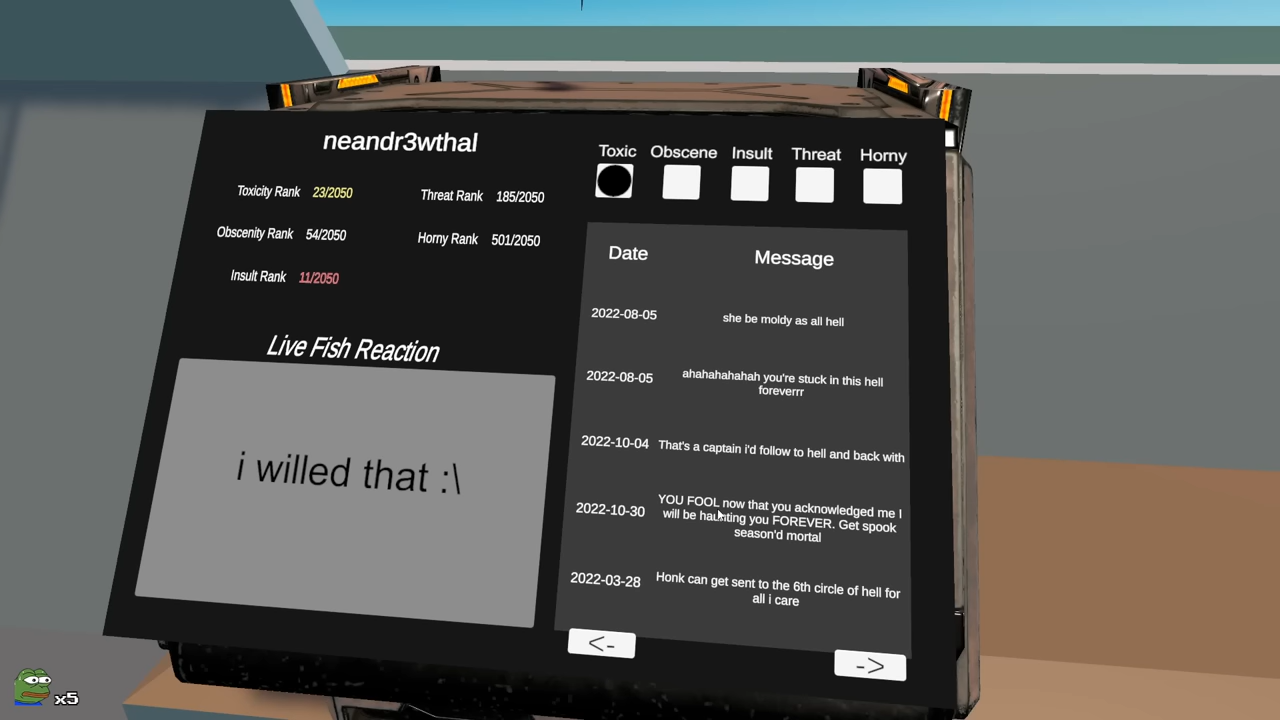 neandr3wthal
Toxicity Rank 23/2050
Threat Rank 185/2050
Obscenity Rank 54/2050
Horny Rank 501/2050
Insult Rank 11/2050
Live Fish Reaction
i willed that :\
Toxic Obscene Insult Threat Horny
Date Message
2022-08-05 she be moldy as all hell
2022-08-05 ahahahahahah you're stuck in this hell
foreverrr
2022-10-04 That's a captain i'd follow to hell and back with
2022-10-30 YOU FOOL now that you acknowledged me I
will be haunting you FOREVER. Get spook
season'd mortal
2022-03-28 Honk can get sent to the 6th circle of hell for
all i care
<- ->
x5